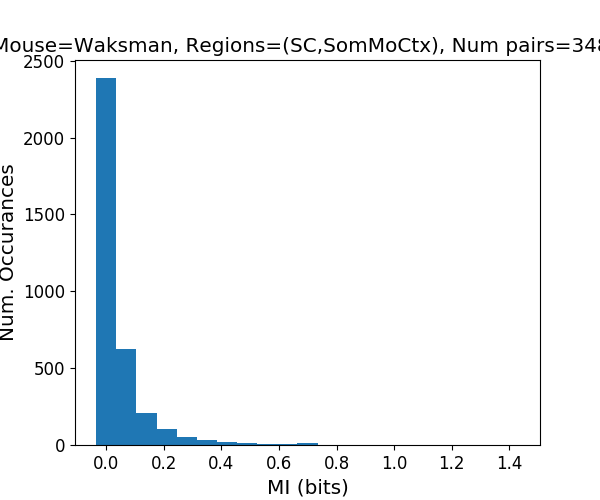 Mouse=Waksman, Regions=(SC,SomMoCtx), Num pairs=348
2500
2000
1500
1000
500
0
Num. Occurances
0.0 0.2 0.4 0.6 0.8 1.0 1.2 1.4
MI (bits)